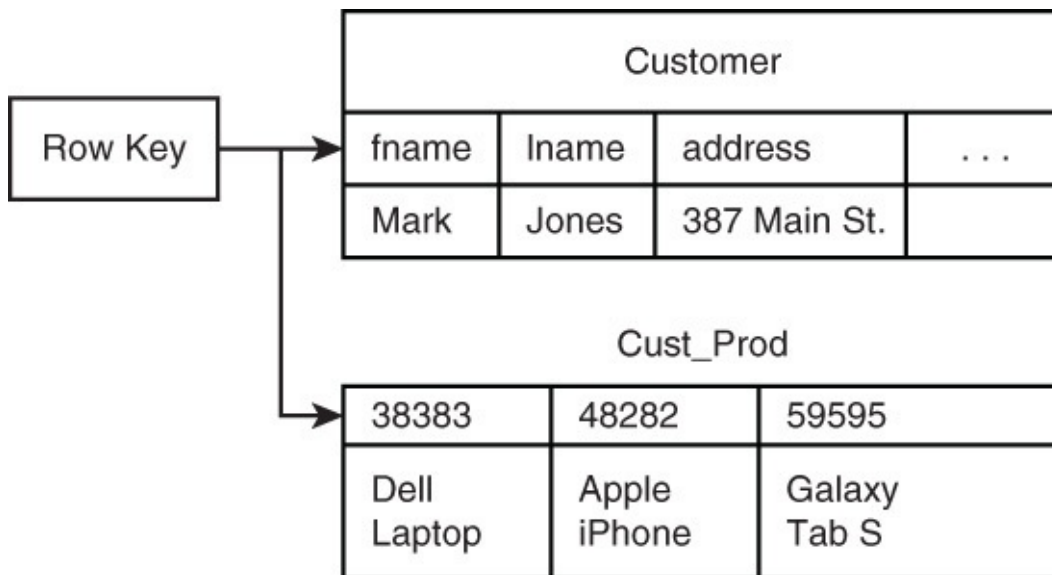 Customer
Row Key
fname lname address . . .
Mark Jones 387 Main St.
Cust_Prod
38383 48282 59595
Dell Laptop
Apple iPhone
Galaxy Tab S